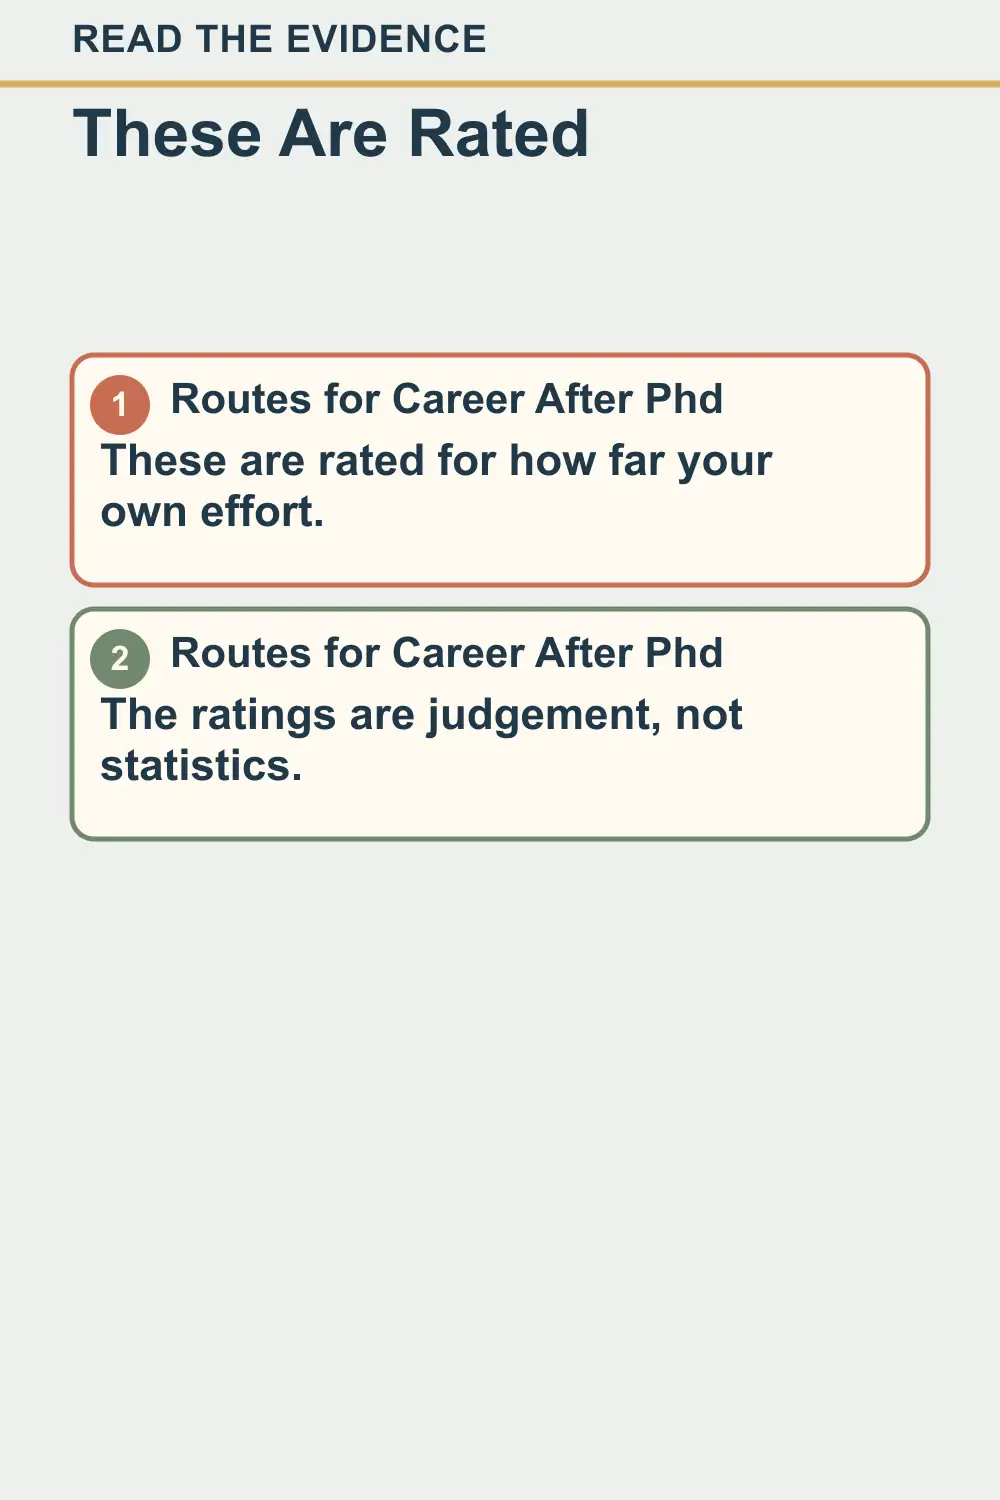 READ THE EVIDENCE
These Are Rated
1 Routes for Career After Phd
These are rated for how far your
own effort.
2 Routes for Career After Phd
The ratings are judgement, not
statistics.